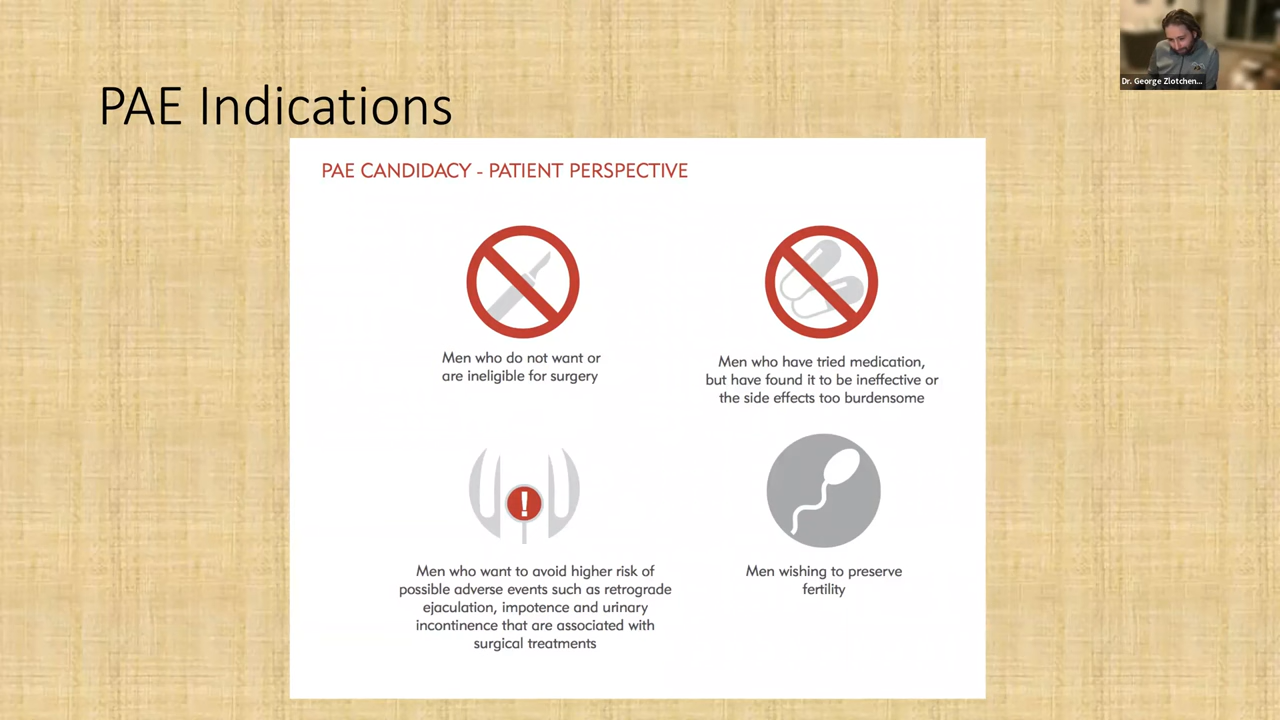 Dr. George Zlotchen...
PAE Indications
PAE CANDIDACY - PATIENT PERSPECTIVE
Men who do not want or
are ineligible for surgery
Men who have tried medication,
but have found it to be ineffective or
the side effects too burdensome
!
Men who want to avoid higher risk of
possible adverse events such as retrograde
ejaculation, impotence and urinary
incontinence that are associated with
surgical treatments
Men wishing to preserve
fertility